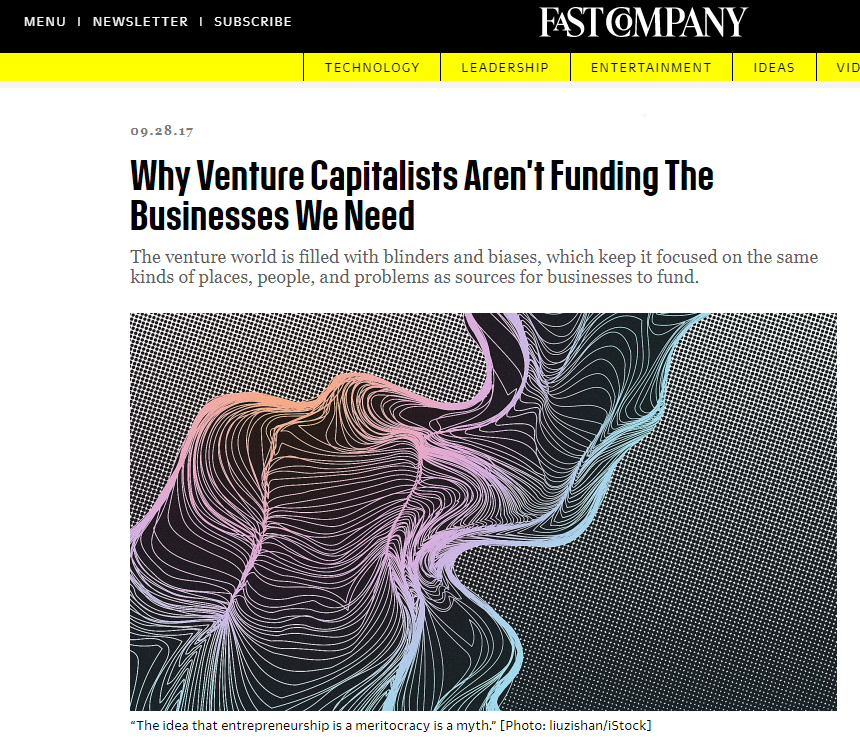 MENU | NEWSLETTER | SUBSCRIBE
FAST COMPANY
TECHNOLOGY | LEADERSHIP | ENTERTAINMENT | IDEAS | VID
09.28.17
Why Venture Capitalists Aren't Funding The
Businesses We Need
The venture world is filled with blinders and biases, which keep it focused on the same
kinds of places, people, and problems as sources for businesses to fund.
“The idea that entrepreneurship is a meritocracy is a myth.” [Photo: liuzishan/iStock]